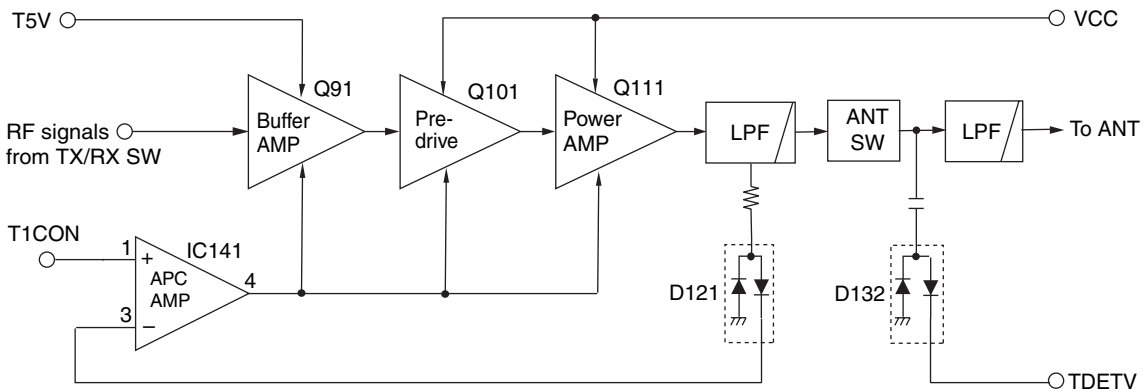 T5V
VCC
Q91
Q101
Q111
RF signals
from TX/RX SW
Buffer
AMP
Pre-
drive
Power
AMP
LPF
ANT
SW
LPF
To ANT
T1CON
1
+
IC141
APC
AMP
4
3
−
D121
D132
TDETV